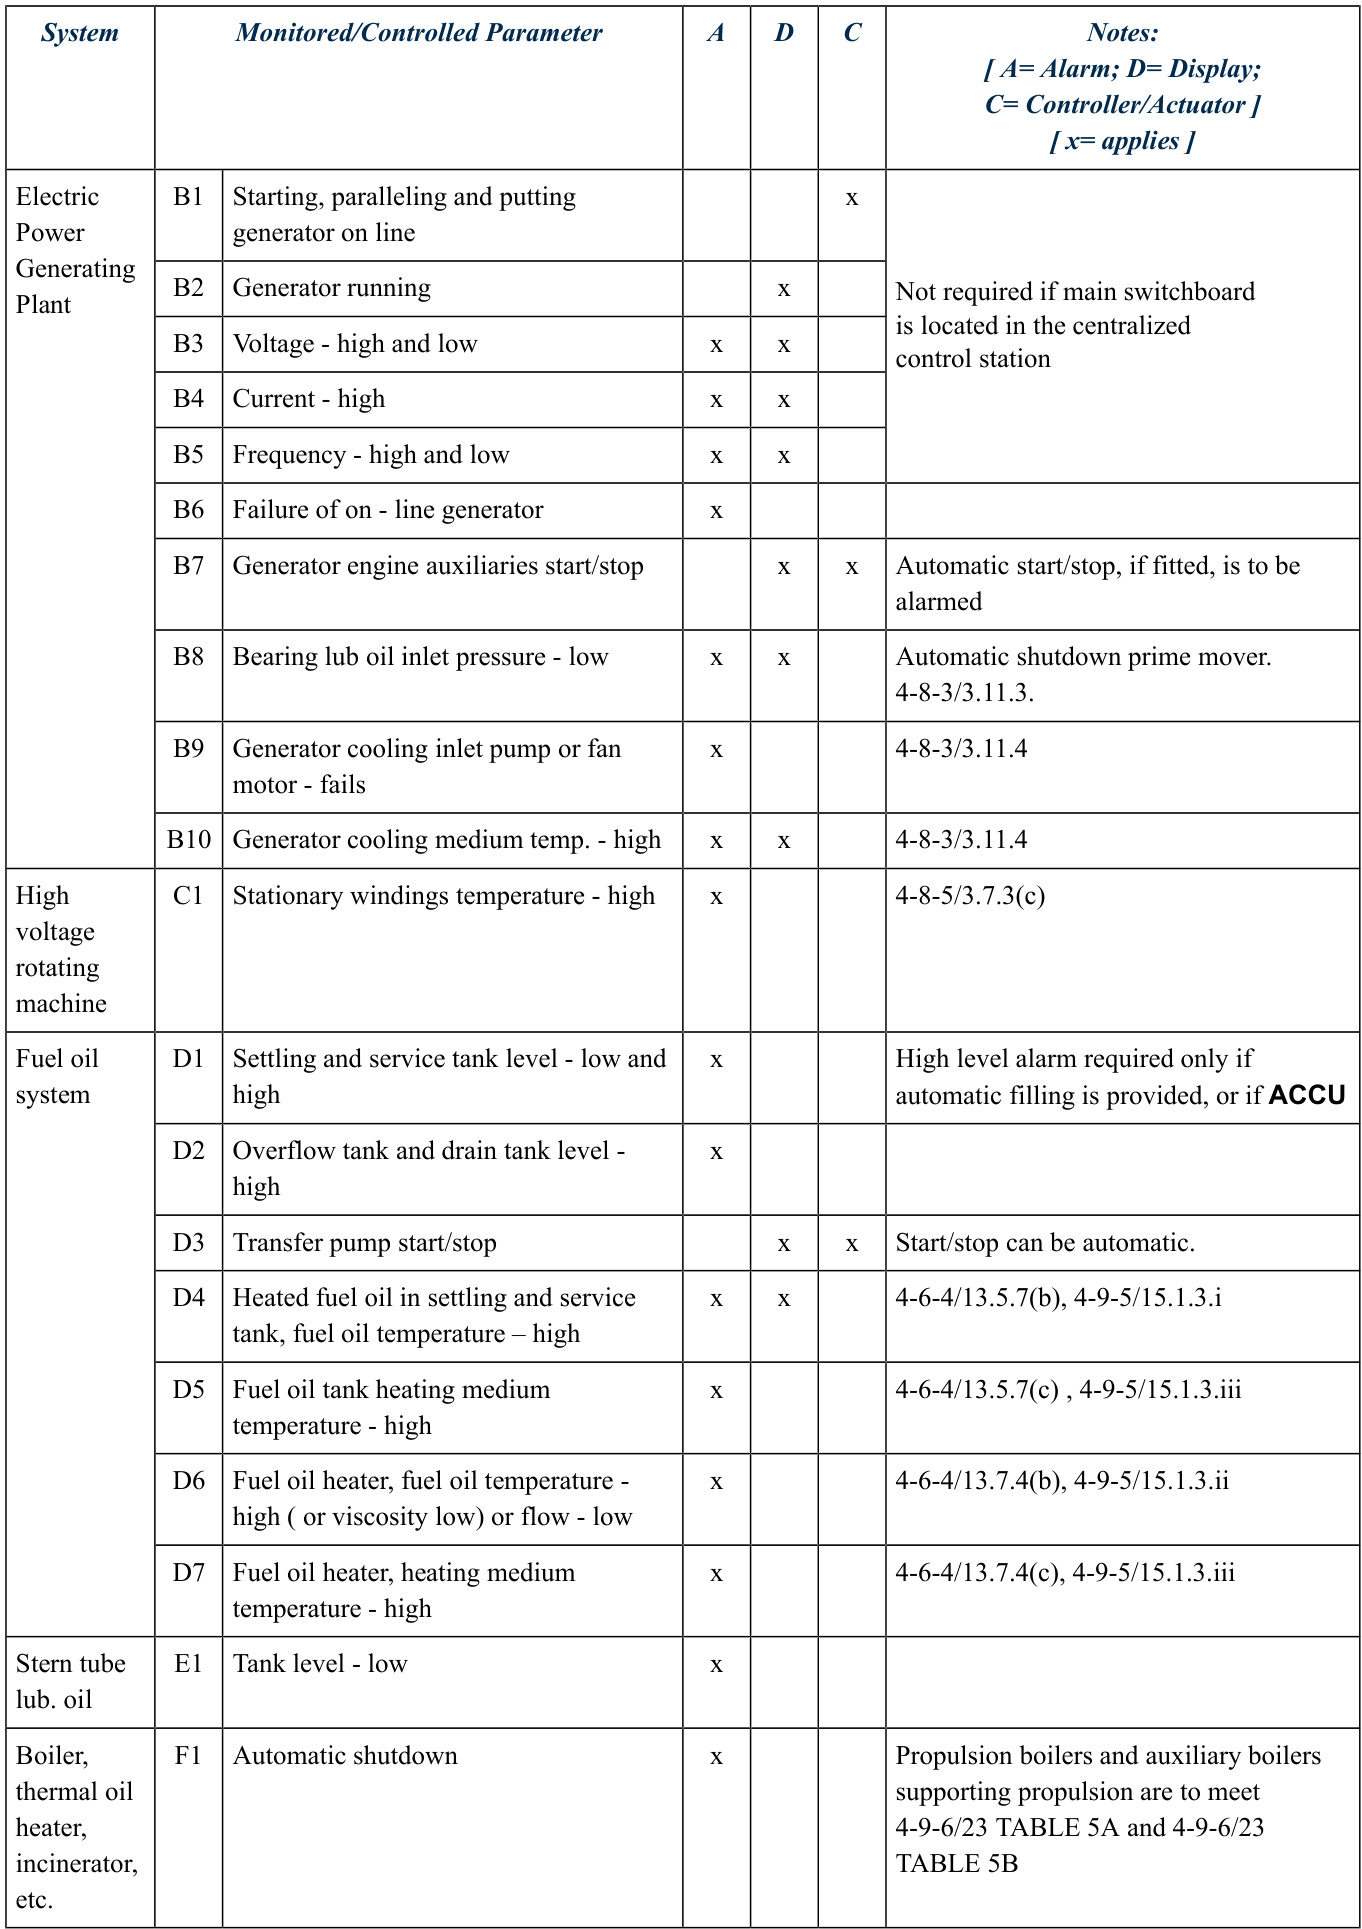 System Monitored/Controlled Parameter A D C Notes:
[ A= Alarm; D= Display;
C= Controller/Actuator ]
[ x= applies ]
Electric
Power
Generating
Plant
B1 Starting, paralleling and putting
generator on line
x
Not required if main switchboard
is located in the centralized
control station
B2 Generator running x
B3 Voltage - high and low x x
B4 Current - high x x
B5 Frequency - high and low x x
B6 Failure of on - line generator x
B7 Generator engine auxiliaries start/stop x x Automatic start/stop, if fitted, is to be
alarmed
B8 Bearing lub oil inlet pressure - low x x Automatic shutdown prime mover.
4-8-3/3.11.3.
B9 Generator cooling inlet pump or fan
motor - fails
x 4-8-3/3.11.4
B10 Generator cooling medium temp. - high x x 4-8-3/3.11.4
High
voltage
rotating
machine
C1 Stationary windings temperature - high x 4-8-5/3.7.3(c)
Fuel oil
system
D1 Settling and service tank level - low and
high
x High level alarm required only if
automatic filling is provided, or if ACCU
D2 Overflow tank and drain tank level -
high
x
D3 Transfer pump start/stop x x Start/stop can be automatic.
D4 Heated fuel oil in settling and service
tank, fuel oil temperature – high
x x 4-6-4/13.5.7(b), 4-9-5/15.1.3.i
D5 Fuel oil tank heating medium
temperature - high
x 4-6-4/13.5.7(c) , 4-9-5/15.1.3.iii
D6 Fuel oil heater, fuel oil temperature -
high ( or viscosity low) or flow - low
x 4-6-4/13.7.4(b), 4-9-5/15.1.3.ii
D7 Fuel oil heater, heating medium
temperature - high
x 4-6-4/13.7.4(c), 4-9-5/15.1.3.iii
Stern tube
lub. oil
E1 Tank level - low x
Boiler,
thermal oil
heater,
incinerator,
etc.
F1 Automatic shutdown x Propulsion boilers and auxiliary boilers
supporting propulsion are to meet
4-9-6/23 TABLE 5A and 4-9-6/23
TABLE 5B